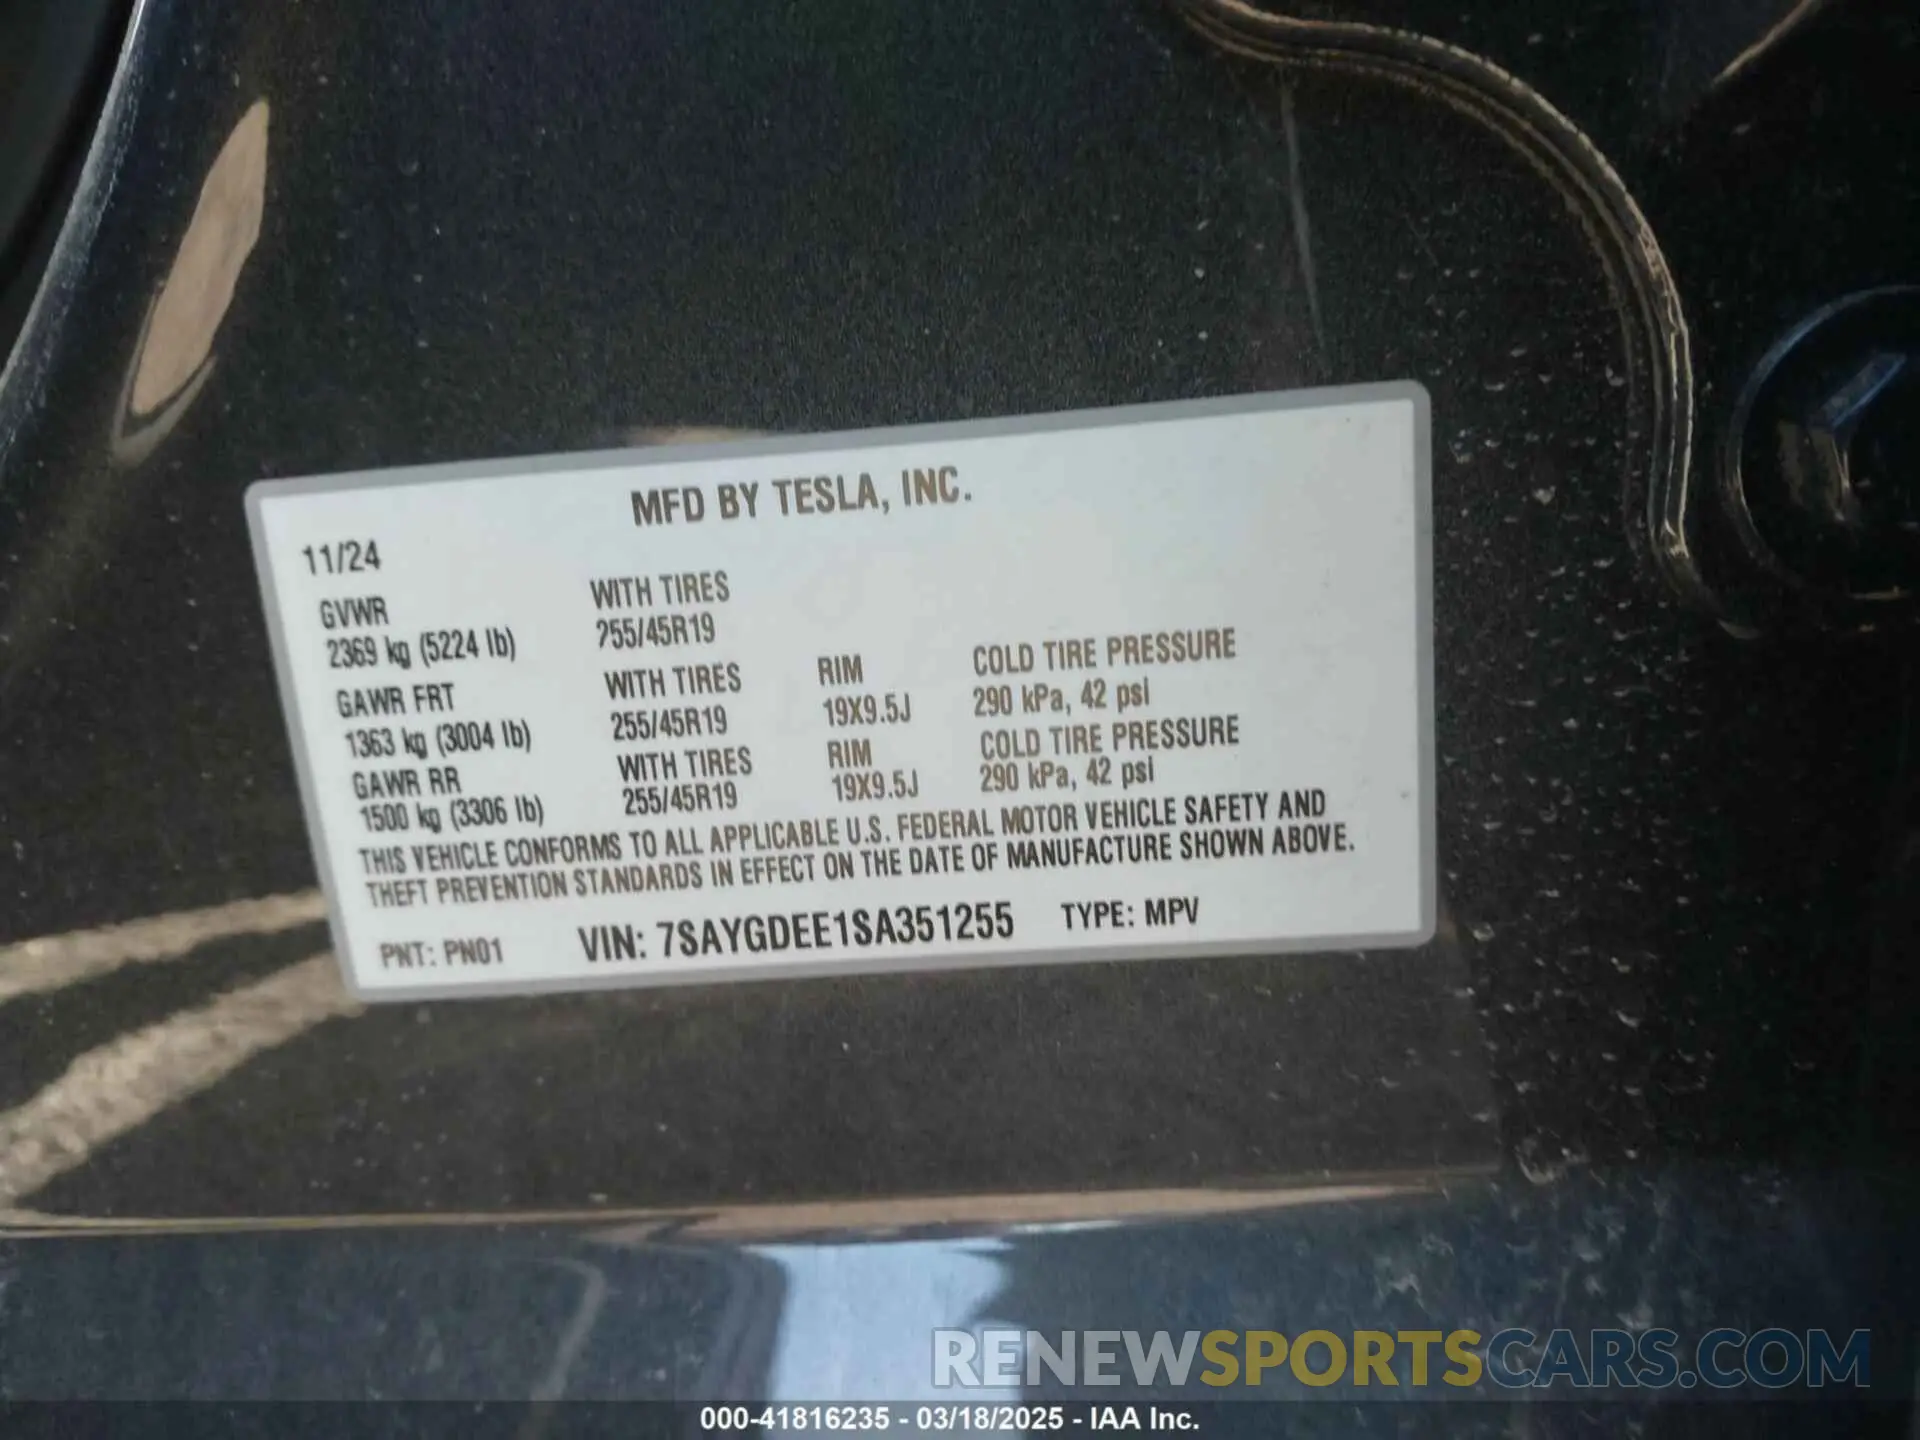 MFD BY TESLA, INC.
11/24
GVWR
2369 kg (5224 lb)
WITH TIRES
255/45R19
GAWR FRT
1363 kg (3004 lb)
WITH TIRES
255/45R19
RIM
19X9.5J
COLD TIRE PRESSURE
290 kPa, 42 psi
GAWR RR
1500 kg (3306 lb)
WITH TIRES
255/45R19
RIM
19X9.5J
COLD TIRE PRESSURE
290 kPa, 42 psi
THIS VEHICLE CONFORMS TO ALL APPLICABLE U.S. FEDERAL MOTOR VEHICLE SAFETY AND
THEFT PREVENTION STANDARDS IN EFFECT ON THE DATE OF MANUFACTURE SHOWN ABOVE.
PNT: PN01 VIN: 7SAYGDEE1SA351255 TYPE: MPV
RENEWSPORTSCARS.COM
000-41816235 - 03/18/2025 - IAA Inc.